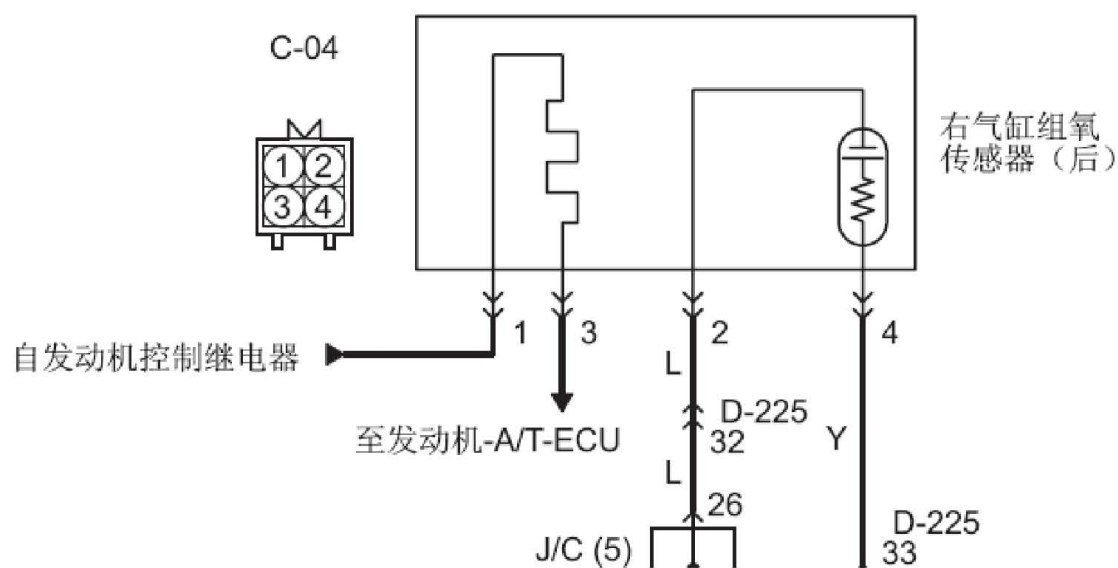 C-04
1 2
3 4
右气缸组氧
传感器（后）
1 3 2 4
自发动机控制继电器
L
至发动机-A/T-ECU
D-225
32
Y
L
26
D-225
J/C (5)
33